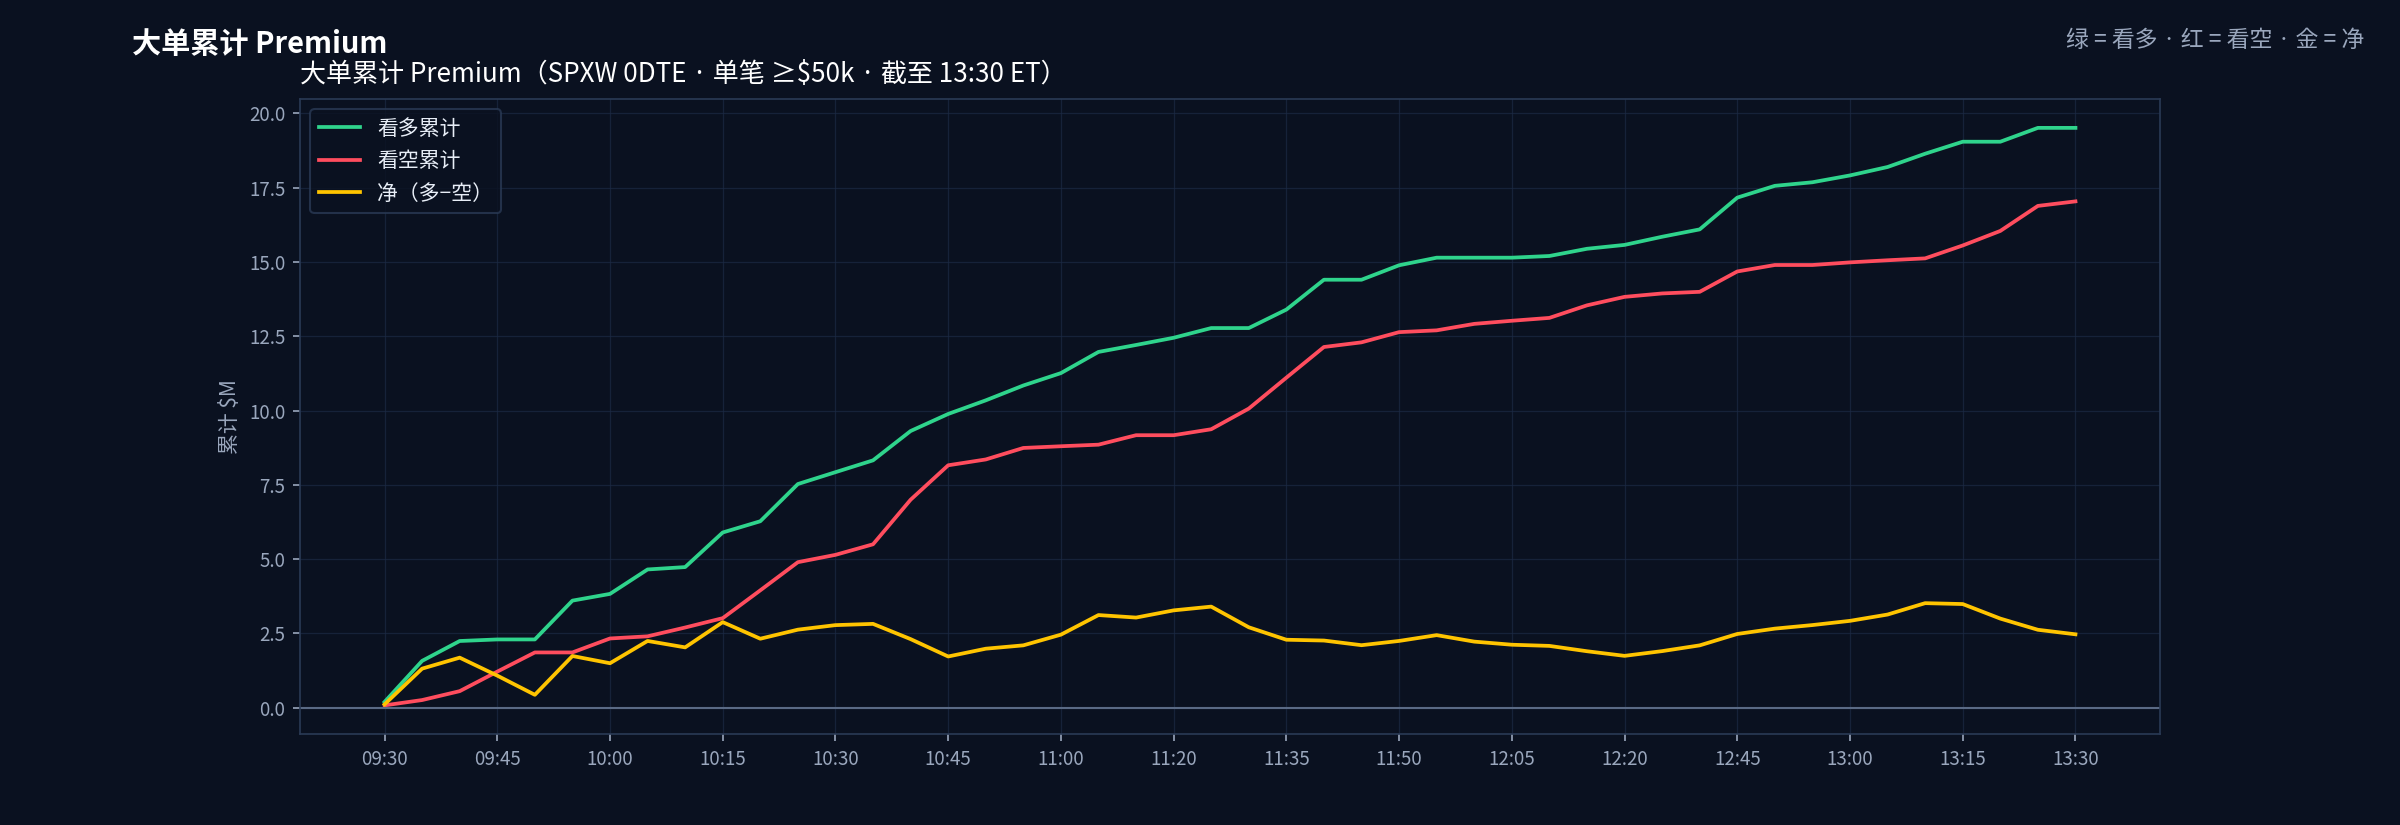 大单累计 Premium
绿 = 看多 · 红 = 看空 · 金 = 净
大单累计 Premium（SPXW 0DTE · 单笔 ≥$50k · 截至 13:30 ET）
看多累计
看空累计
净（多−空）
累计 $M
20.0
17.5
15.0
12.5
10.0
7.5
5.0
2.5
0.0
09:30 09:45 10:00 10:15 10:30 10:45 11:00 11:20 11:35 11:50 12:05 12:20 12:45 13:00 13:15 13:30